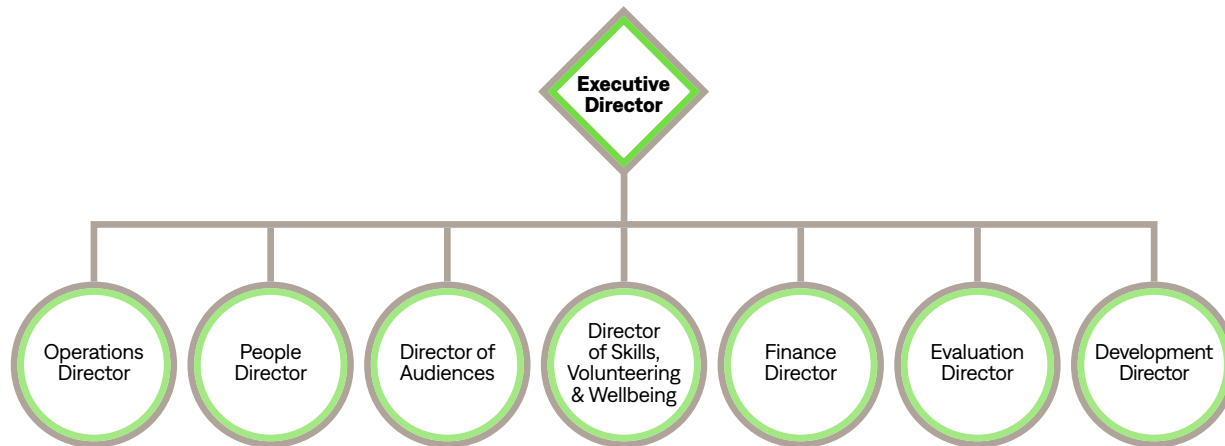 Executive
Director
Operations
Director
People
Director
Director of
Audiences
Director
of Skills,
Volunteering
& Wellbeing
Finance
Director
Evaluation
Director
Development
Director